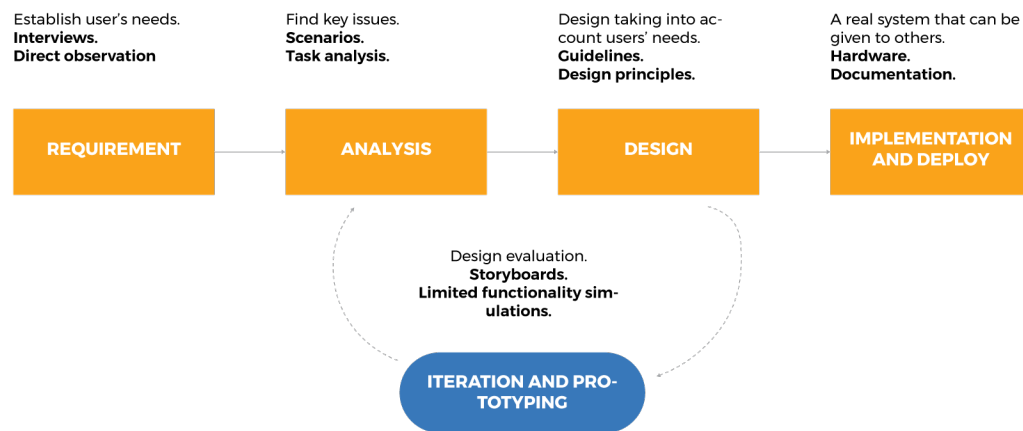 Establish user's needs.
Interviews.
Direct observation
Find key issues.
Scenarios.
Task analysis.
Design taking into ac-
count users' needs.
Guidelines.
Design principles.
A real system that can be
given to others.
Hardware.
Documentation.
REQUIREMENT
ANALYSIS
DESIGN
IMPLEMENTATION
AND DEPLOY
Design evaluation.
Storyboards.
Limited functionality sim-
ulations.
ITERATION AND PRO-
TOTYPING